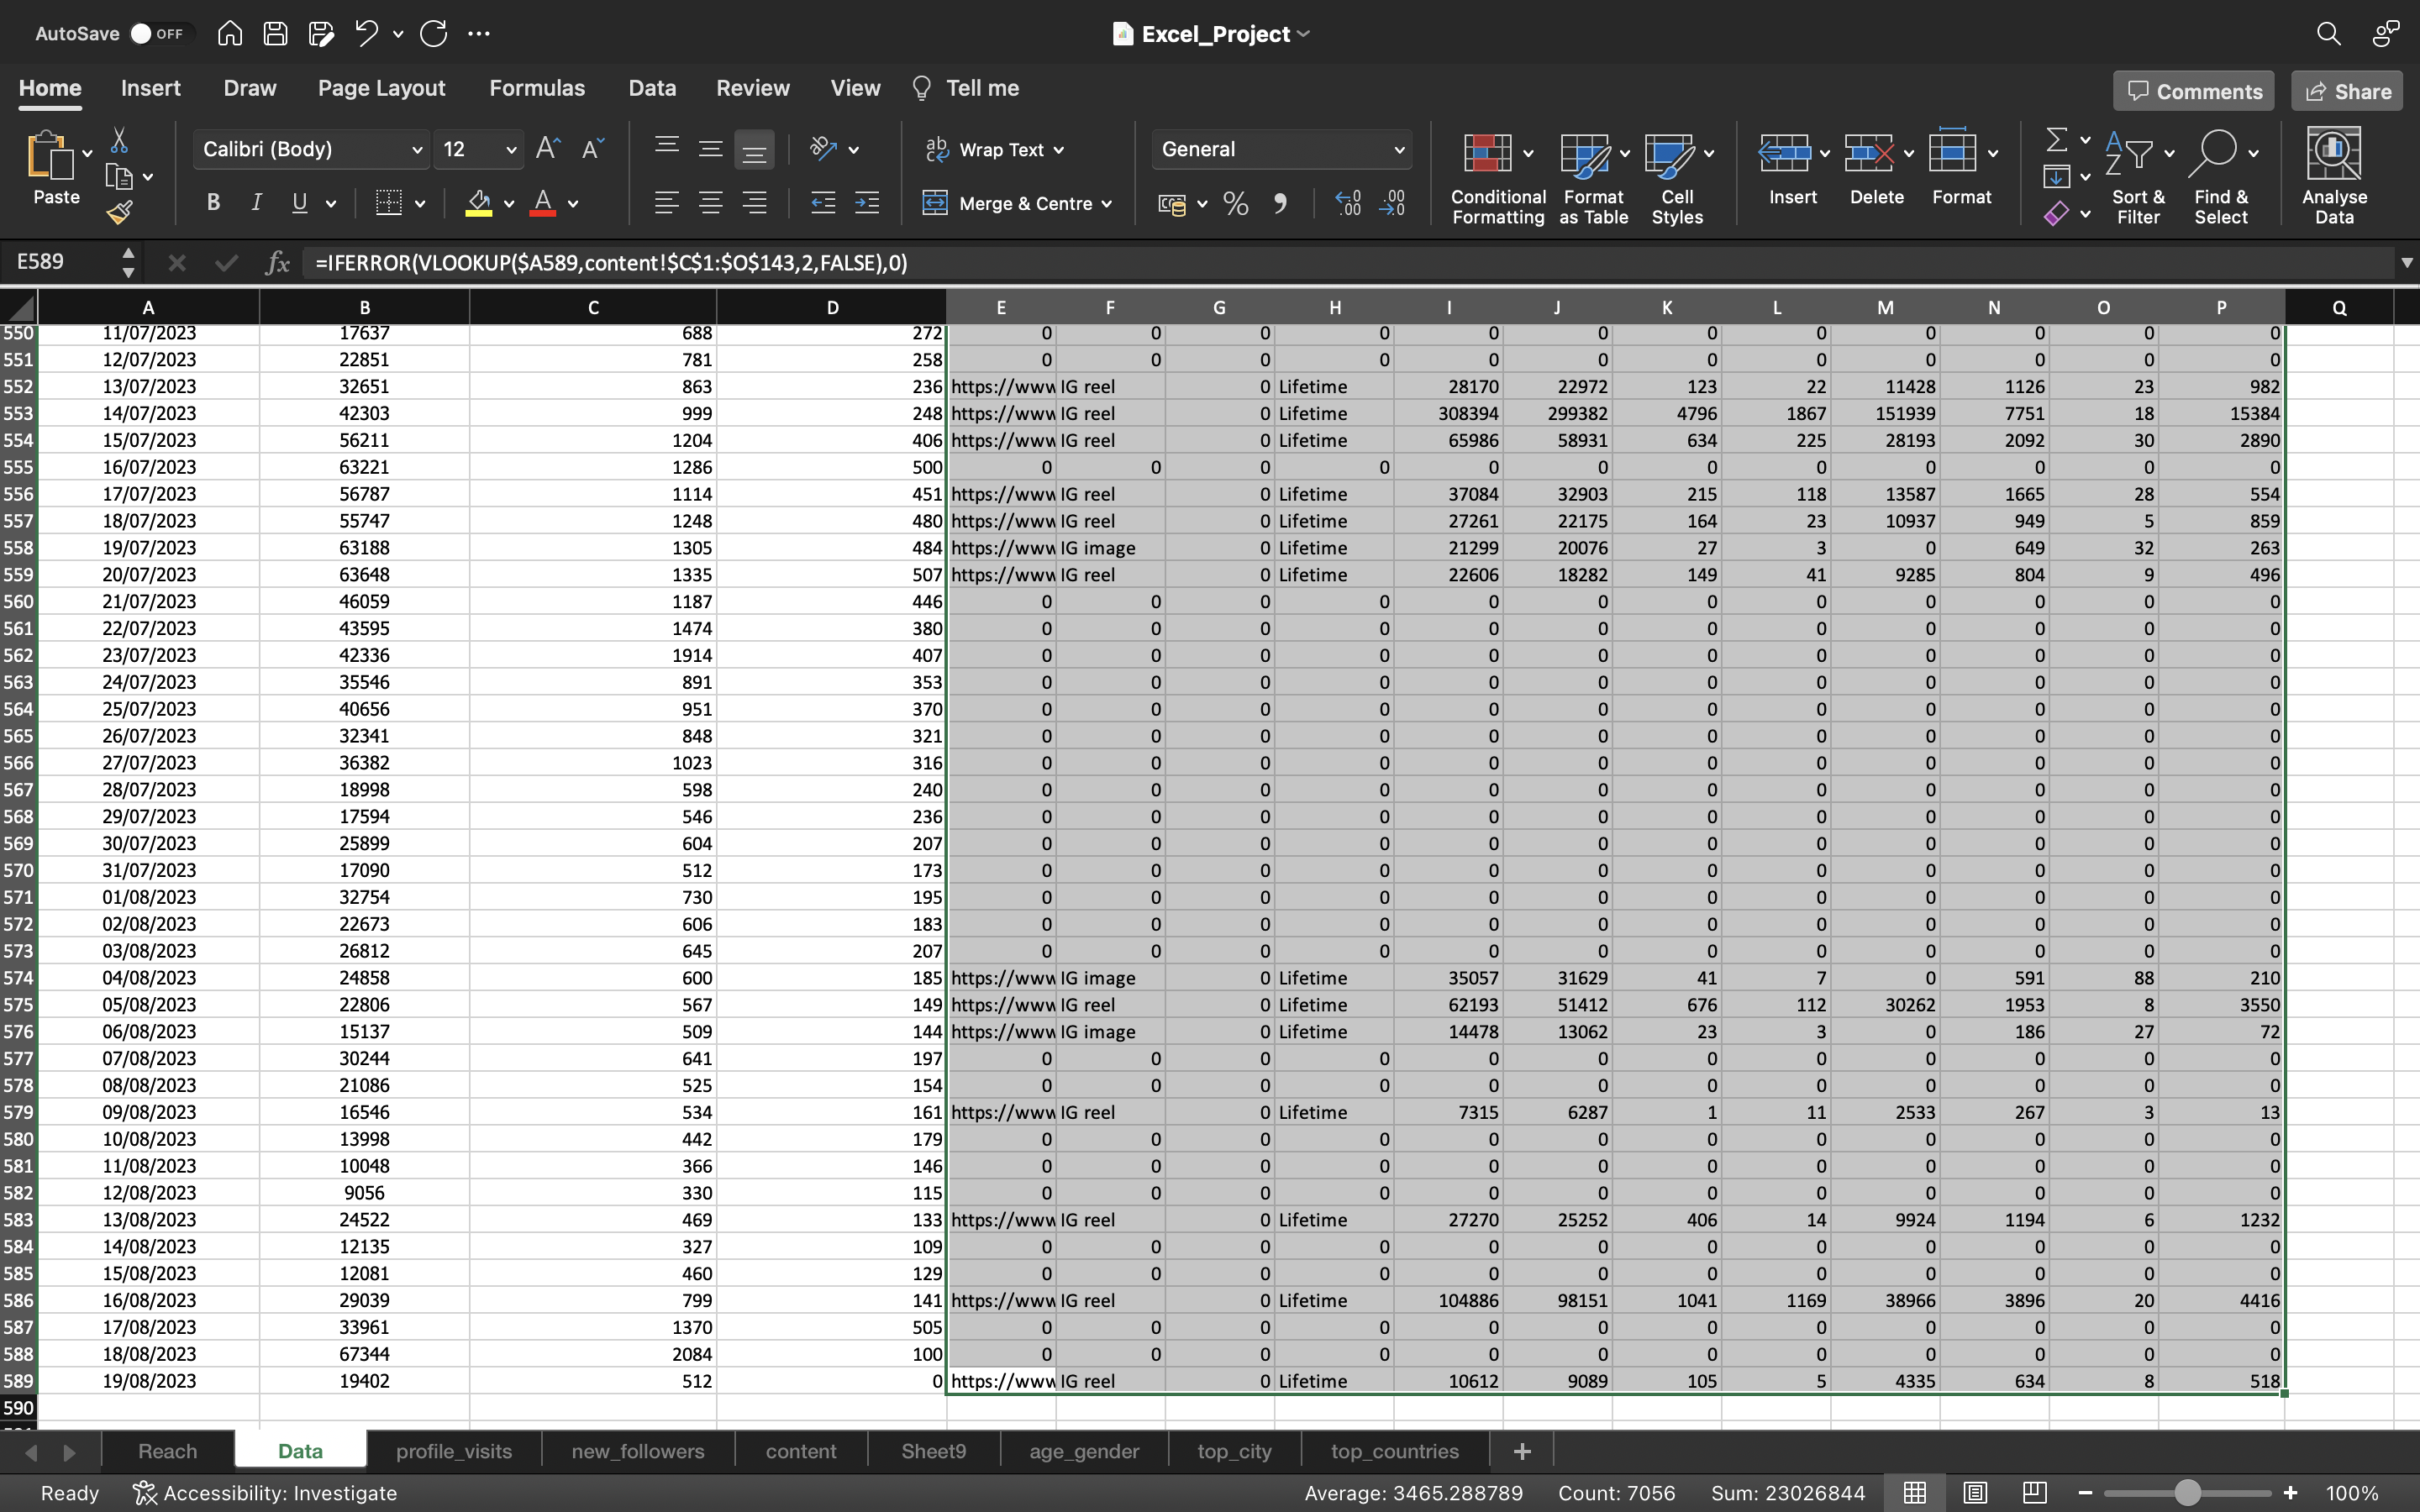 AutoSave OFF Excel_Project
Home Insert Draw Page Layout Formulas Data Review View Tell me Comments Share
Paste Calibri (Body) 12 Wrap Text General Conditional Formatting Format as Table Cell Styles Insert Delete Format Sort & Filter Find & Select Analyse Data
B I U Merge & Centre
E589 fx =IFERROR(VLOOKUP($A589,content!$C$1:$O$143,2,FALSE),0)
A B C D E F G H I J K L M N O P Q
550 11/07/2023 17637 688 272 0 0 0 0 0 0 0 0 0 0 0 0
551 12/07/2023 22851 781 258 0 0 0 0 0 0 0 0 0 0 0 0
552 13/07/2023 32651 863 236 https://www IG reel 0 Lifetime 28170 22972 123 22 11428 1126 23 982
553 14/07/2023 42303 999 248 https://www IG reel 0 Lifetime 308394 299382 4796 1867 151939 7751 18 15384
554 15/07/2023 56211 1204 406 https://www IG reel 0 Lifetime 65986 58931 634 225 28193 2092 30 2890
555 16/07/2023 63221 1286 500 0 0 0 0 0 0 0 0 0 0 0 0
556 17/07/2023 56787 1114 451 https://www IG reel 0 Lifetime 37084 32903 215 118 13587 1665 28 554
557 18/07/2023 55747 1248 480 https://www IG reel 0 Lifetime 27261 22175 164 23 10937 949 5 859
558 19/07/2023 63188 1305 484 https://www IG image 0 Lifetime 21299 20076 27 3 0 649 32 263
559 20/07/2023 63648 1335 507 https://www IG reel 0 Lifetime 22606 18282 149 41 9285 804 9 496
560 21/07/2023 46059 1187 446 0 0 0 0 0 0 0 0 0 0 0 0
561 22/07/2023 43595 1474 380 0 0 0 0 0 0 0 0 0 0 0 0
562 23/07/2023 42336 1914 407 0 0 0 0 0 0 0 0 0 0 0 0
563 24/07/2023 35546 891 353 0 0 0 0 0 0 0 0 0 0 0 0
564 25/07/2023 40656 951 370 0 0 0 0 0 0 0 0 0 0 0 0
565 26/07/2023 32341 848 321 0 0 0 0 0 0 0 0 0 0 0 0
566 27/07/2023 36382 1023 316 0 0 0 0 0 0 0 0 0 0 0 0
567 28/07/2023 18998 598 240 0 0 0 0 0 0 0 0 0 0 0 0
568 29/07/2023 17594 546 236 0 0 0 0 0 0 0 0 0 0 0 0
569 30/07/2023 25899 604 207 0 0 0 0 0 0 0 0 0 0 0 0
570 31/07/2023 17090 512 173 0 0 0 0 0 0 0 0 0 0 0 0
571 01/08/2023 32754 730 195 0 0 0 0 0 0 0 0 0 0 0 0
572 02/08/2023 22673 606 183 0 0 0 0 0 0 0 0 0 0 0 0
573 03/08/2023 26812 645 207 0 0 0 0 0 0 0 0 0 0 0 0
574 04/08/2023 24858 600 185 https://www IG image 0 Lifetime 35057 31629 41 7 0 591 88 210
575 05/08/2023 22806 567 149 https://www IG reel 0 Lifetime 62193 51412 676 112 30262 1953 8 3550
576 06/08/2023 15137 509 144 https://www IG image 0 Lifetime 14478 13062 23 3 0 186 27 72
577 07/08/2023 30244 641 197 0 0 0 0 0 0 0 0 0 0 0 0
578 08/08/2023 21086 525 154 0 0 0 0 0 0 0 0 0 0 0 0
579 09/08/2023 16546 534 161 https://www IG reel 0 Lifetime 7315 6287 1 11 2533 267 3 13
580 10/08/2023 13998 442 179 0 0 0 0 0 0 0 0 0 0 0 0
581 11/08/2023 10048 366 146 0 0 0 0 0 0 0 0 0 0 0 0
582 12/08/2023 9056 330 115 0 0 0 0 0 0 0 0 0 0 0 0
583 13/08/2023 24522 469 133 https://www IG reel 0 Lifetime 27270 25252 406 14 9924 1194 6 1232
584 14/08/2023 12135 327 109 0 0 0 0 0 0 0 0 0 0 0 0
585 15/08/2023 12081 460 129 0 0 0 0 0 0 0 0 0 0 0 0
586 16/08/2023 29039 799 141 https://www IG reel 0 Lifetime 104886 98151 1041 1169 38966 3896 20 4416
587 17/08/2023 33961 1370 505 0 0 0 0 0 0 0 0 0 0 0 0
588 18/08/2023 67344 2084 100 0 0 0 0 0 0 0 0 0 0 0 0
589 19/08/2023 19402 512 0 https://www IG reel 0 Lifetime 10612 9089 105 5 4335 634 8 518
590
Reach Data profile_visits new_followers content Sheet9 age_gender top_city top_countries +
Ready Accessibility: Investigate Average: 3465.288789 Count: 7056 Sum: 23026844 100%